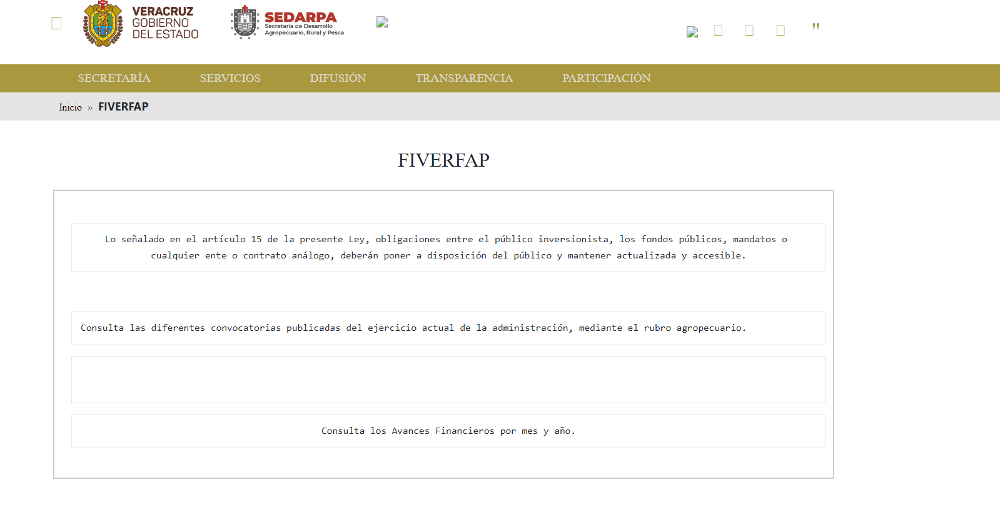 VERACRUZ
GOBIERNO
DEL ESTADO
SEDARPA
Secretaría de Desarrollo
Agropecuario, Rural y Pesca
"
SECRETARÍA SERVICIOS DIFUSIÓN TRANSPARENCIA PARTICIPACIÓN
Inicio » FIVERFAP
FIVERFAP
Lo señalado en el artículo 15 de la presente Ley, obligaciones entre el público inversionista, los fondos públicos, mandatos o
cualquier ente o contrato análogo, deberán poner a disposición del público y mantener actualizada y accesible.
Consulta las diferentes convocatorias publicadas del ejercicio actual de la administración, mediante el rubro agropecuario.
Consulta los Avances Financieros por mes y año.